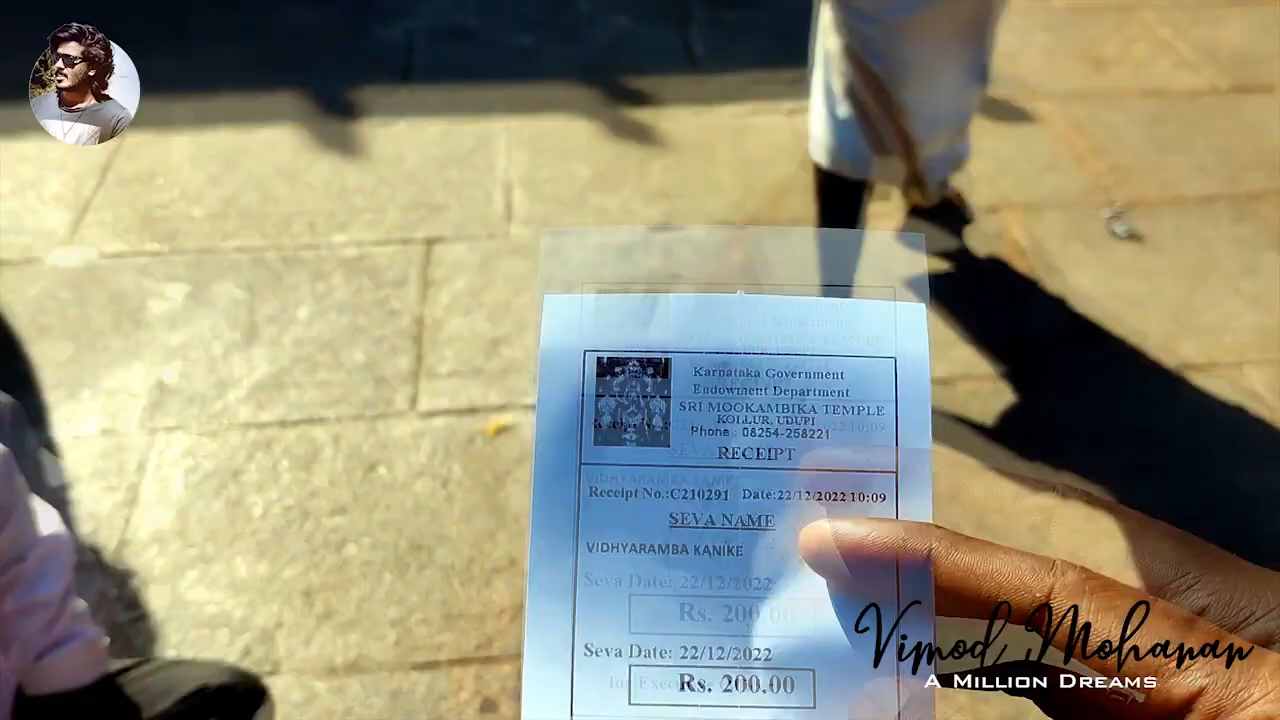 Karnataka Government
Endowment Department
SRI MOOKAMBIKA TEMPLE
KOLLUR, UDUPI
Phone : 08254-258221
RECEIPT
Receipt No.:C210291 Date:22/12/2022 10:09
SEVA NAME
VIDHYARAMBA KANIKE
Seva Date: 22/12/2022
Rs. 200.00
Seva Date: 22/12/2022
Rs. 200.00
Vimod Mohanan
A MILLION DREAMS